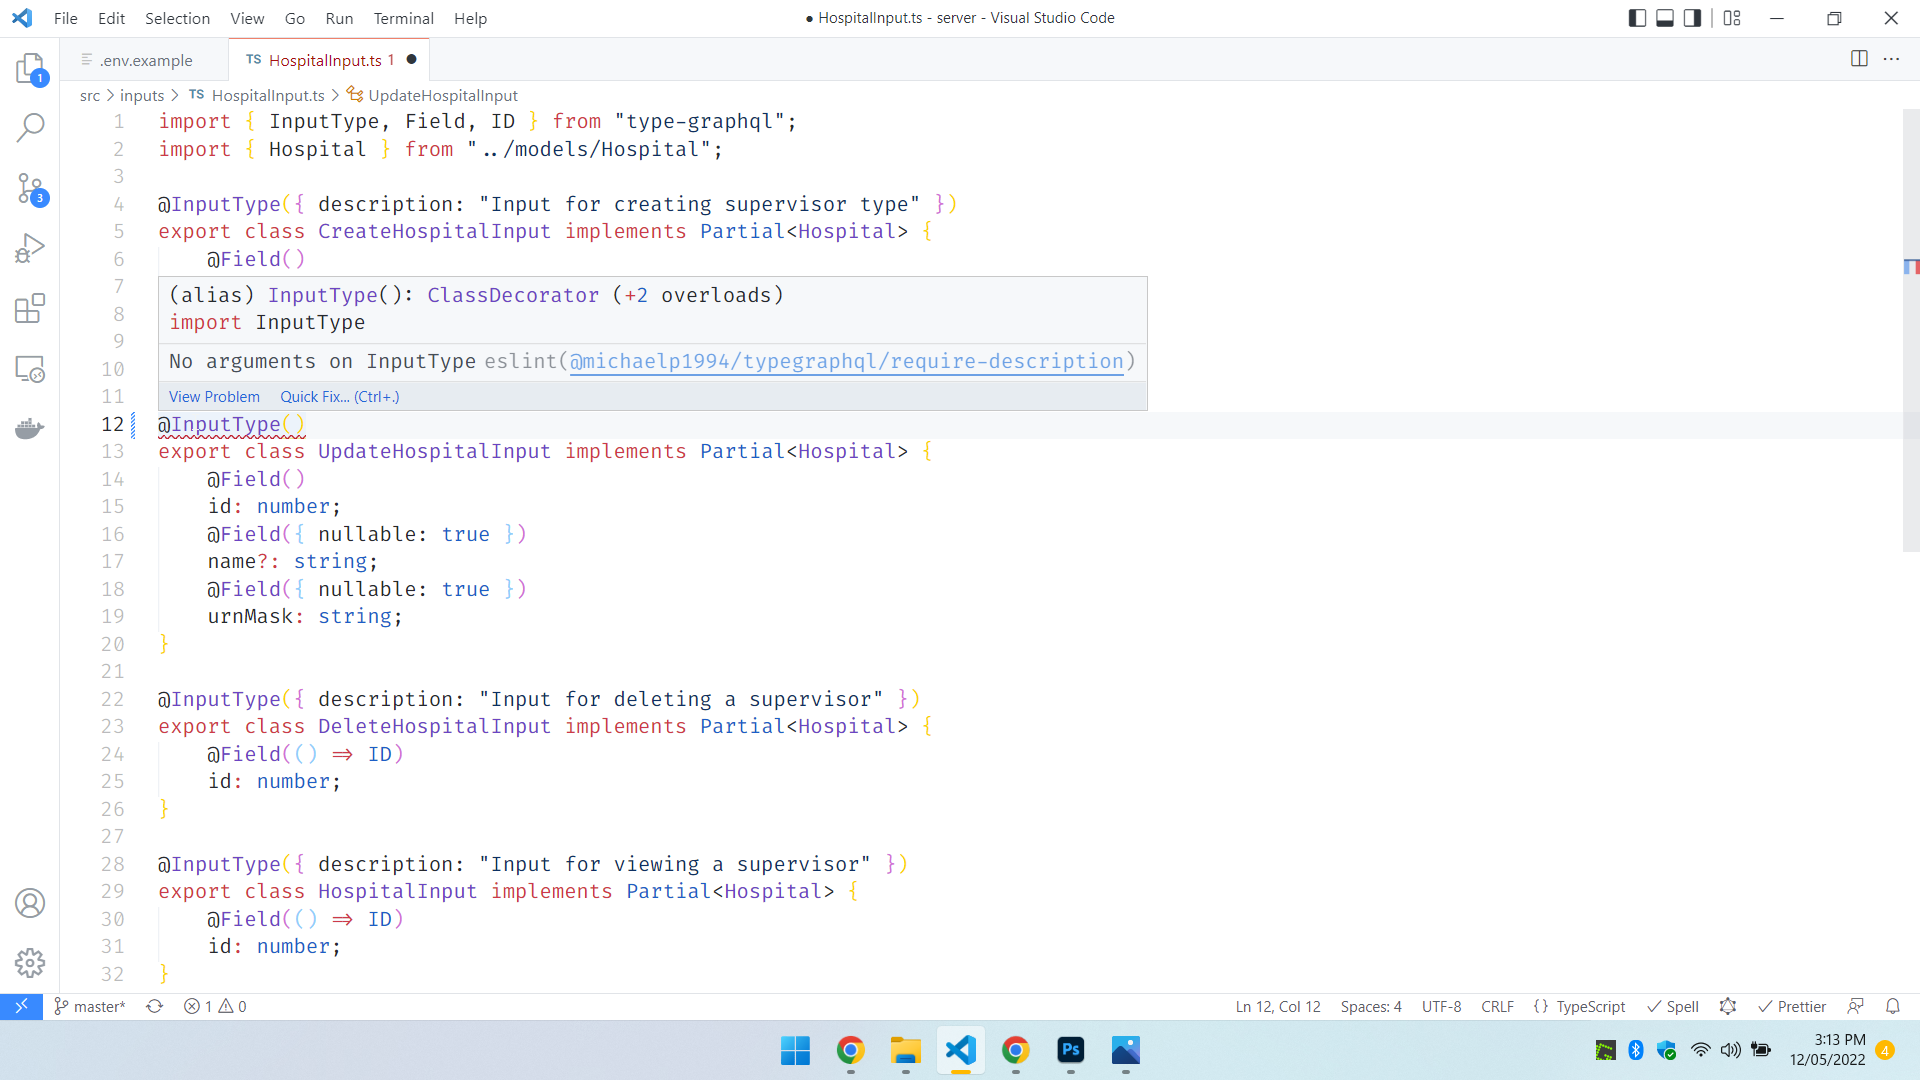 File Edit Selection View Go Run Terminal Help
● HospitalInput.ts - server - Visual Studio Code
.env.example
TS HospitalInput.ts 1 ●
src > inputs > TS HospitalInput.ts > UpdateHospitalInput
1 import { InputType, Field, ID } from "type-graphql";
2 import { Hospital } from "../models/Hospital";
3
4 @InputType({ description: "Input for creating supervisor type" })
5 export class CreateHospitalInput implements Partial<Hospital> {
6 @Field()
7
(alias) InputType(): ClassDecorator (+2 overloads)
8
import InputType
9
No arguments on InputType eslint(@michaelp1994/typegraphql/require-description)
10
11
View Problem Quick Fix... (Ctrl+.)
12 @InputType()
13 export class UpdateHospitalInput implements Partial<Hospital> {
14 @Field()
15 id: number;
16 @Field({ nullable: true })
17 name?: string;
18 @Field({ nullable: true })
19 urnMask: string;
20 }
21
22 @InputType({ description: "Input for deleting a supervisor" })
23 export class DeleteHospitalInput implements Partial<Hospital> {
24 @Field(() => ID)
25 id: number;
26 }
27
28 @InputType({ description: "Input for viewing a supervisor" })
29 export class HospitalInput implements Partial<Hospital> {
30 @Field(() => ID)
31 id: number;
32 }
1
3
master* 1 0
Ln 12, Col 12 Spaces: 4 UTF-8 CRLF {} TypeScript Spell Prettier
Ps
3:13 PM
12/05/2022
4